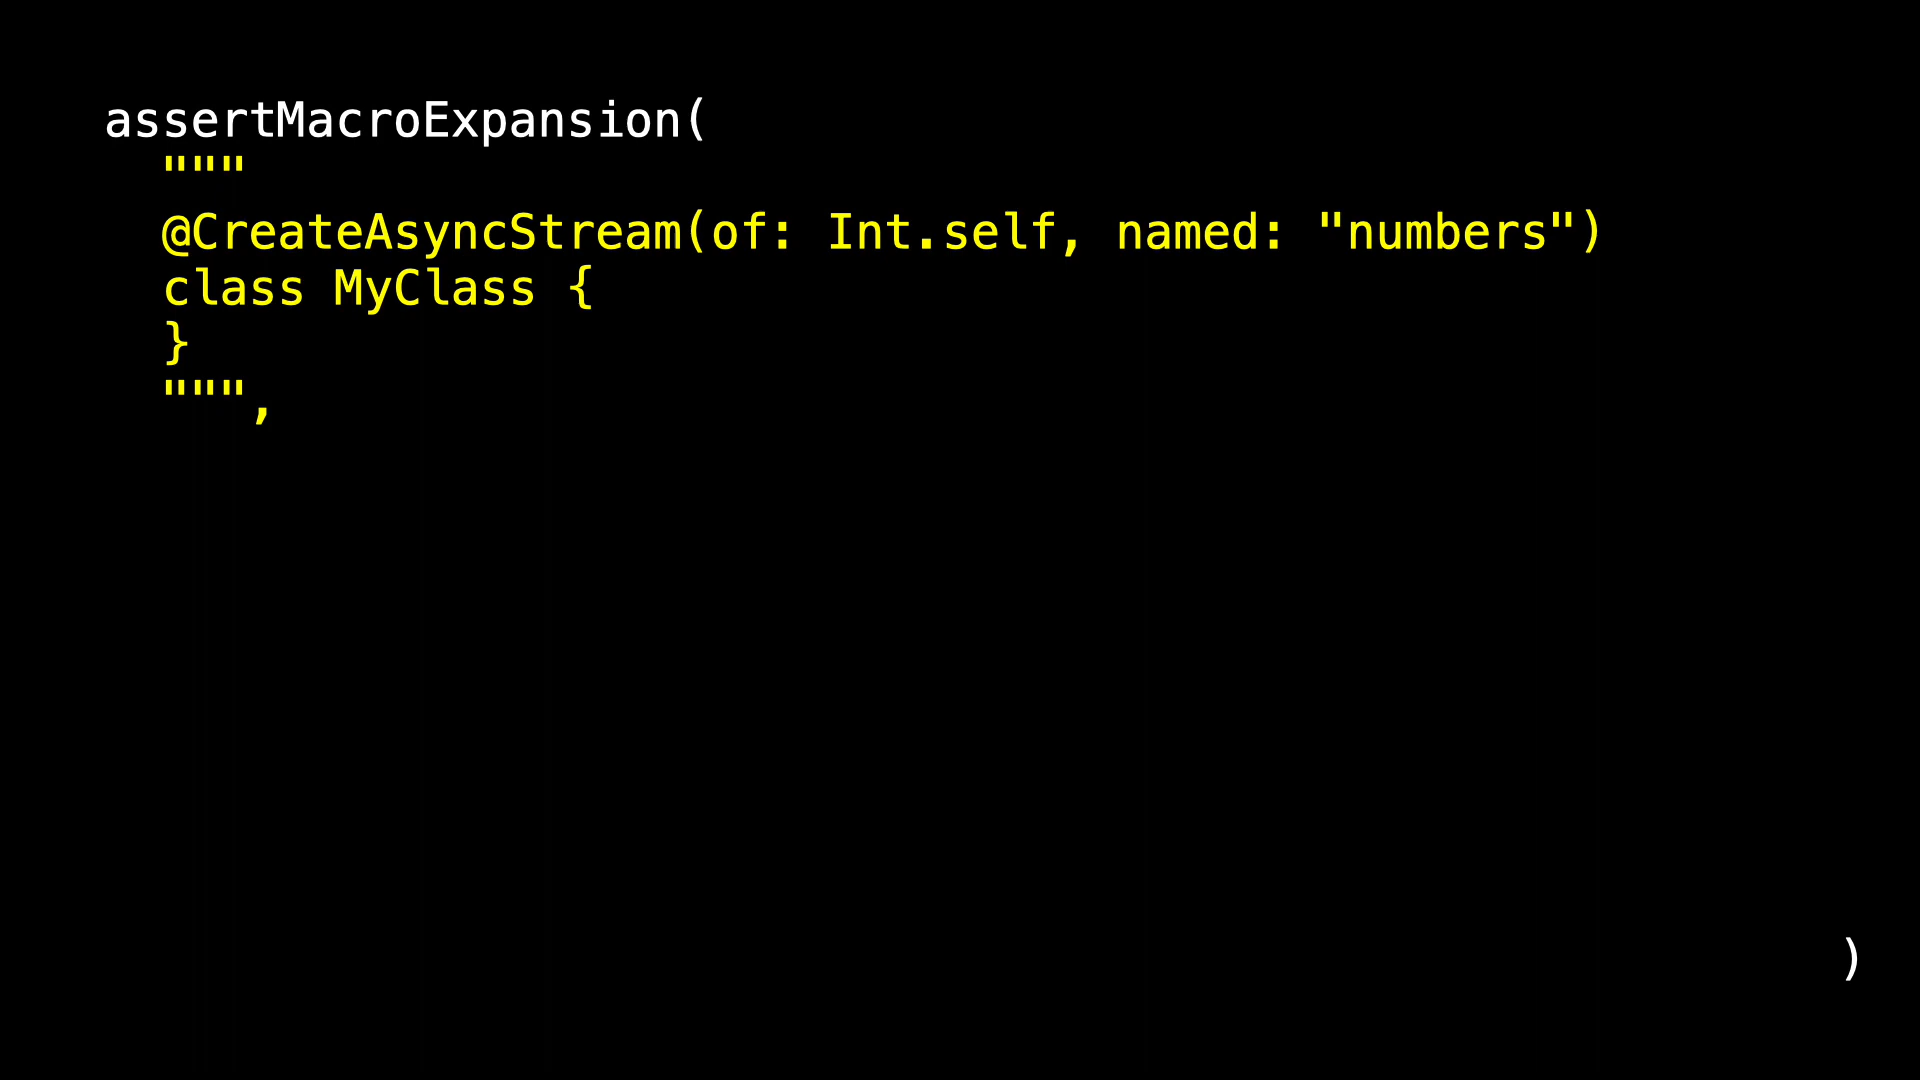 assertMacroExpansion(
"""
@CreateAsyncStream(of: Int.self, named: "numbers")
class MyClass {
}
""",
)